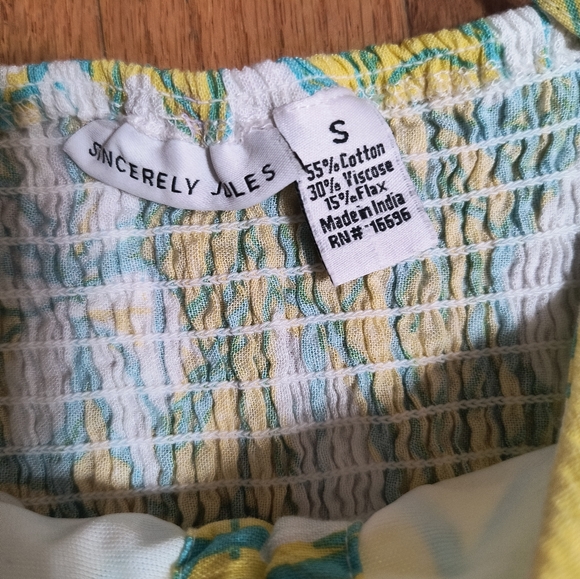 SINCERELY JULES
S
55% Cotton
30% Viscose
15% Flax
Made in India
RN# 16696